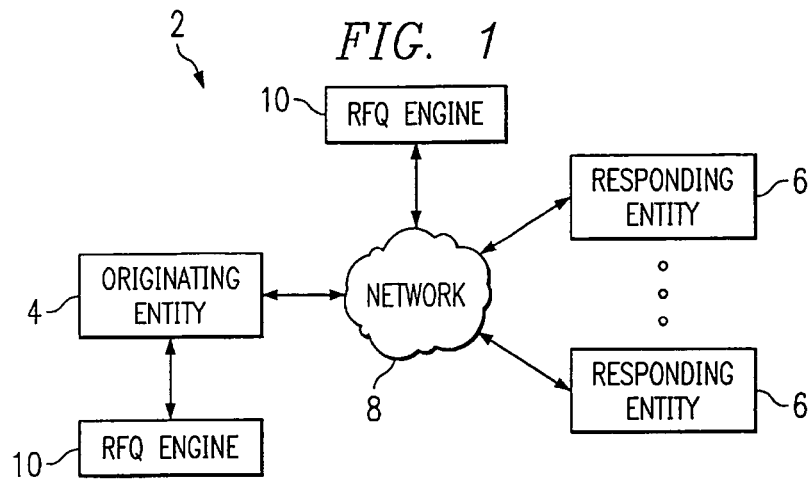 2
FIG. 1
10
RFQ ENGINE
RESPONDING
ENTITY
6
ORIGINATING
ENTITY
4
NETWORK
8
RESPONDING
ENTITY
6
RFQ ENGINE
10